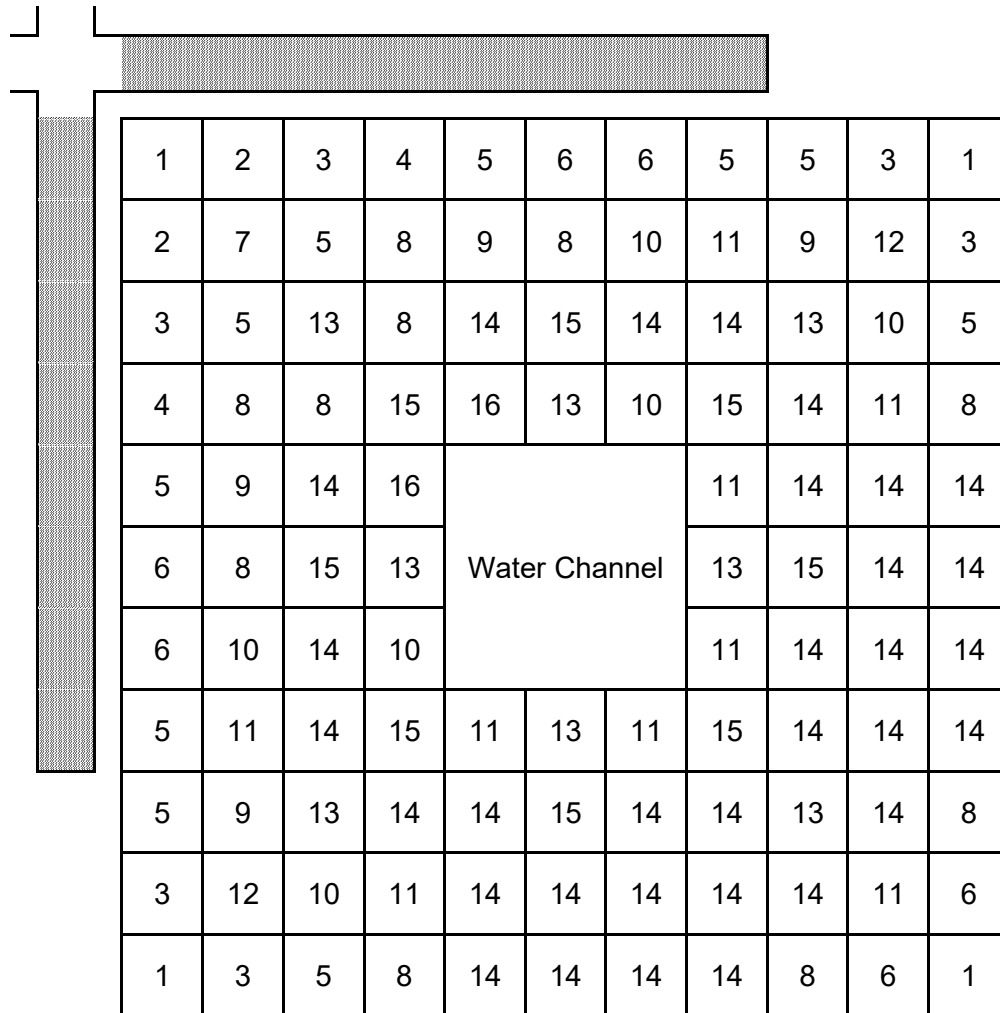 1 2 3 4 5 6 6 5 5 3 1
2 7 5 8 9 8 10 11 9 12 3
3 5 13 8 14 15 14 14 13 10 5
4 8 8 15 16 13 10 15 14 11 8
5 9 14 16 11 14 14 14
6 8 15 13 Water Channel 13 15 14 14
6 10 14 10 11 14 14 14
5 11 14 15 11 13 11 15 14 14 14
5 9 13 14 14 15 14 14 13 14 8
3 12 10 11 14 14 14 14 14 11 6
1 3 5 8 14 14 14 14 8 6 1